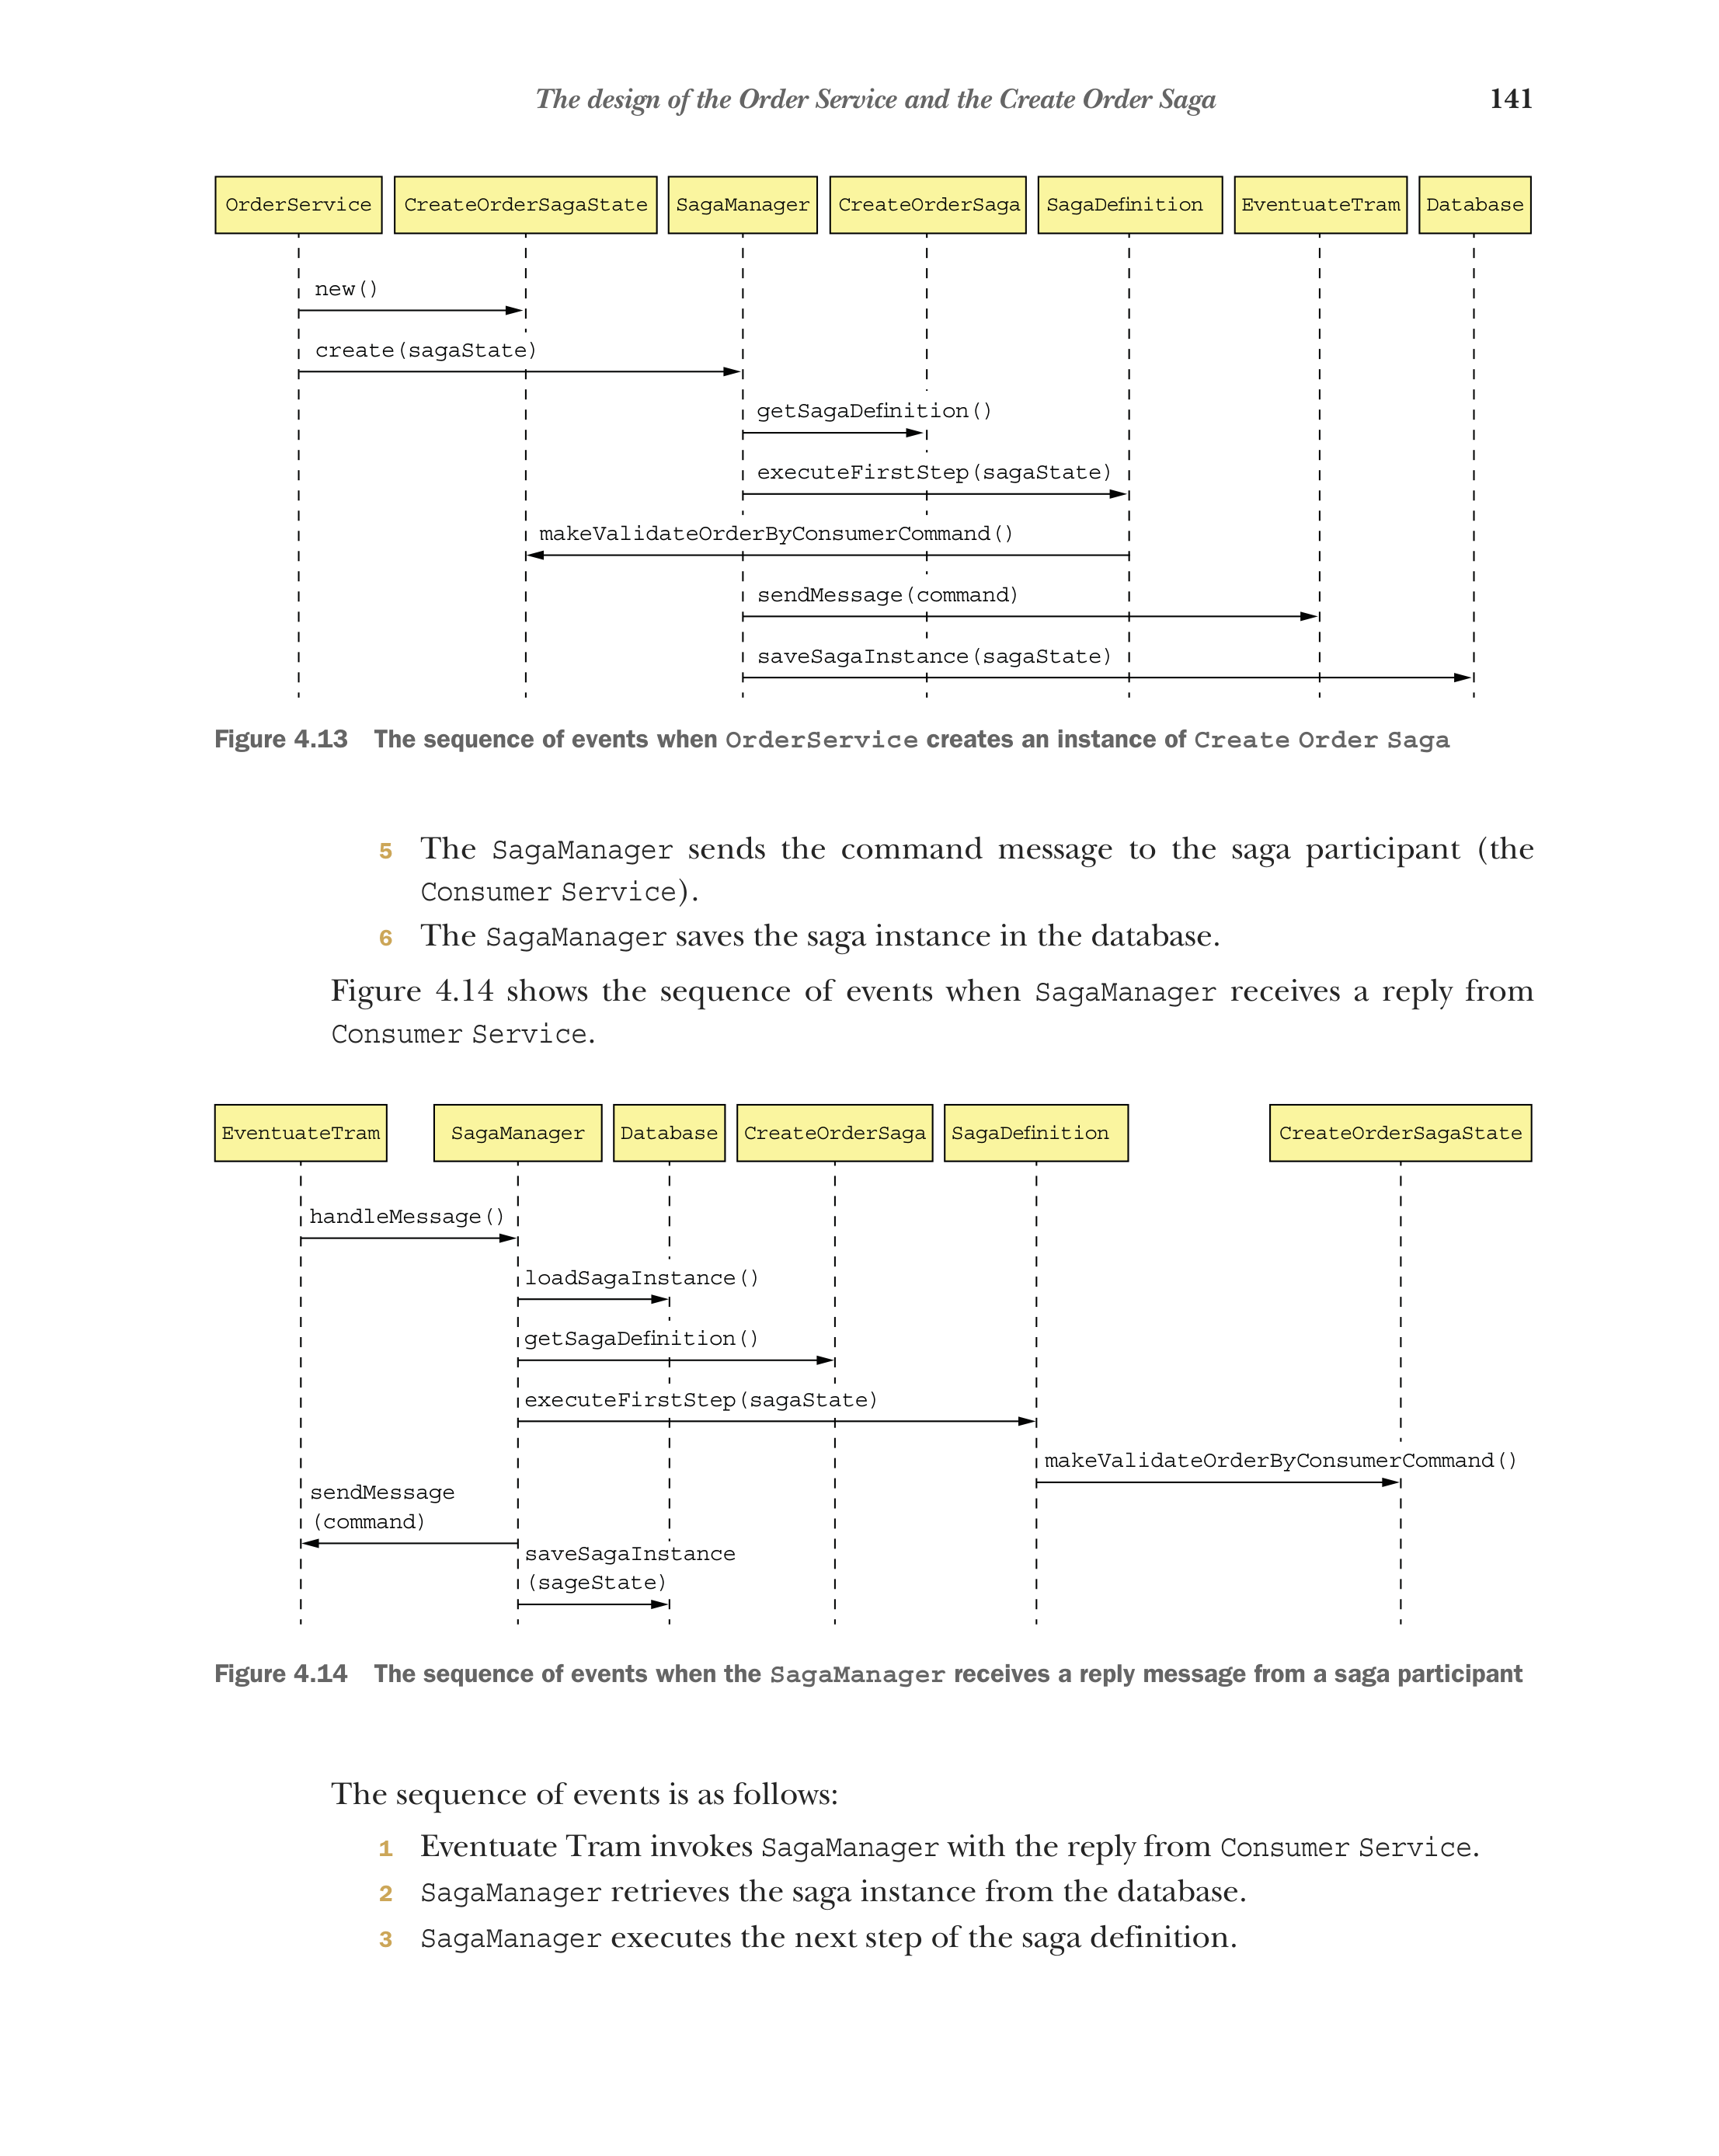 The design of the Order Service and the Create Order Saga 141
OrderService CreateOrderSagaState SagaManager CreateOrderSaga SagaDefinition EventuateTram Database
new()
create(sagaState)
getSagaDefinition()
executeFirstStep(sagaState)
makeValidateOrderByConsumerCommand()
sendMessage(command)
saveSagaInstance(sagaState)
Figure 4.13 The sequence of events when OrderService creates an instance of Create Order Saga
5 The SagaManager sends the command message to the saga participant (the
Consumer Service).
6 The SagaManager saves the saga instance in the database.
Figure 4.14 shows the sequence of events when SagaManager receives a reply from
Consumer Service.
EventuateTram SagaManager Database CreateOrderSaga SagaDefinition CreateOrderSagaState
handleMessage()
loadSagaInstance()
getSagaDefinition()
executeFirstStep(sagaState)
makeValidateOrderByConsumerCommand()
sendMessage
(command)
saveSagaInstance
(sageState)
Figure 4.14 The sequence of events when the SagaManager receives a reply message from a saga participant
The sequence of events is as follows:
1 Eventuate Tram invokes SagaManager with the reply from Consumer Service.
2 SagaManager retrieves the saga instance from the database.
3 SagaManager executes the next step of the saga definition.